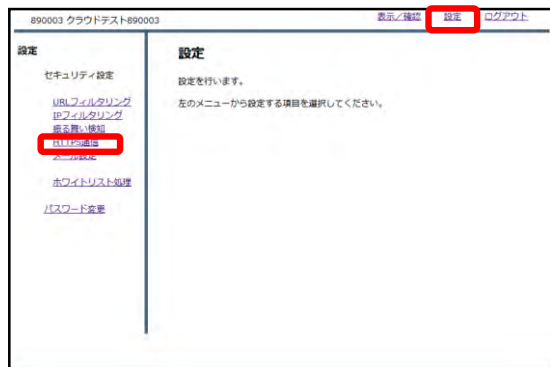 890003 クラウドテスト890003
表示／確認 設定 ログアウト
設定
セキュリティ設定
URLフィルタリング
IPフィルタリング
振る舞い検知
HTTPS通信
メール設定
ホワイトリスト処理
パスワード変更
設定
設定を行います。
左のメニューから設定する項目を選択してください。